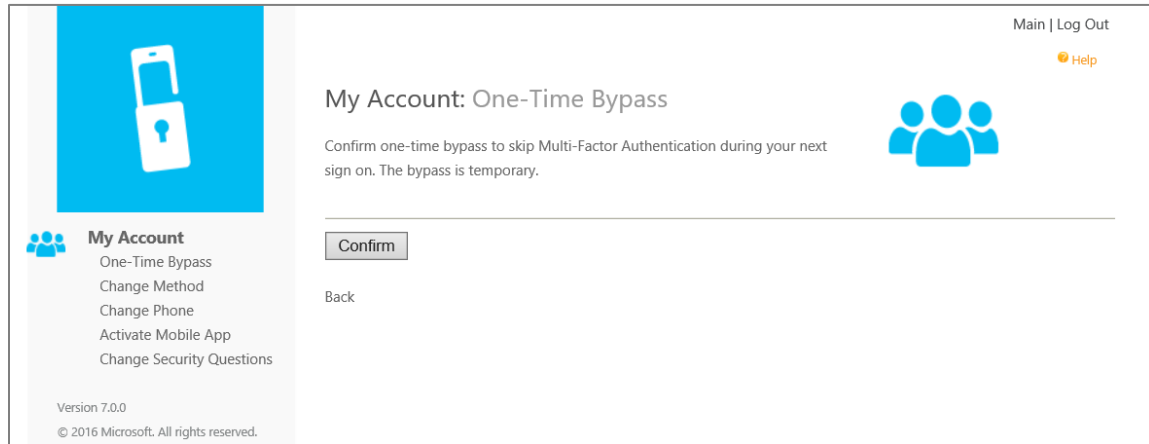 Main | Log Out
Help
My Account: One-Time Bypass
Confirm one-time bypass to skip Multi-Factor Authentication during your next
sign on. The bypass is temporary.
Confirm
Back
My Account
One-Time Bypass
Change Method
Change Phone
Activate Mobile App
Change Security Questions
Version 7.0.0
© 2016 Microsoft. All rights reserved.